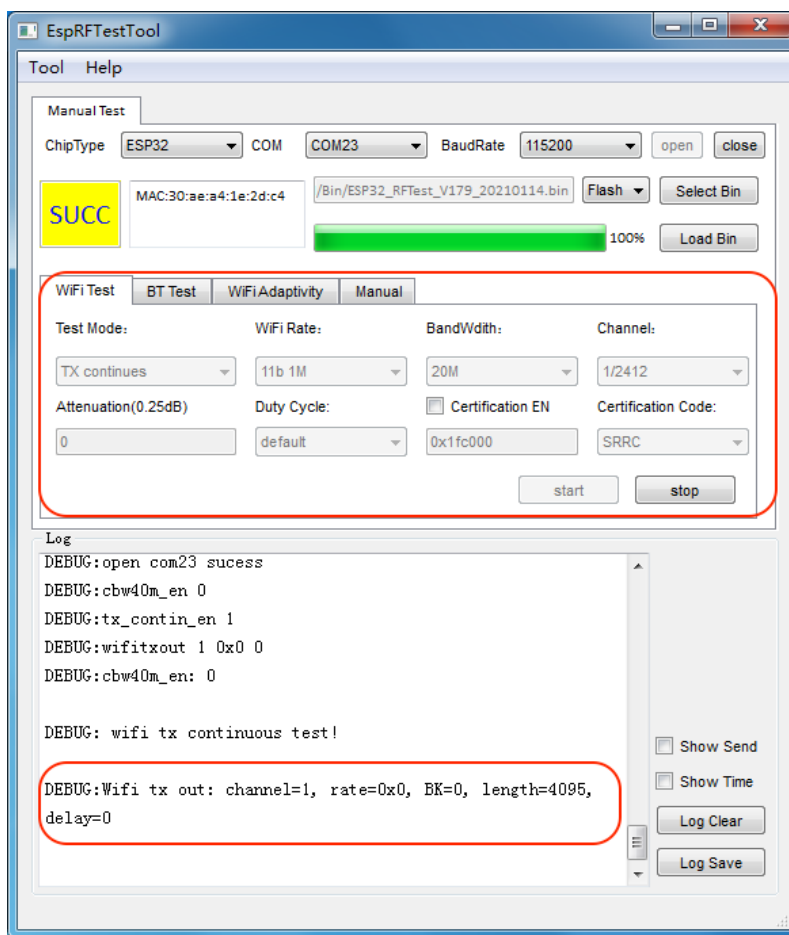 EspRFTestTool
Tool Help
Manual Test
ChipType ESP32 COM COM23 BaudRate 115200 open close
SUCC
MAC:30:ae:a4:1e:2d:c4
/Bin/ESP32_RFTest_V179_20210114.bin Flash Select Bin
100% Load Bin
WiFi Test BT Test WiFi Adaptivity Manual
Test Mode: WiFi Rate: BandWdith: Channel:
TX continues 11b 1M 20M 1/2412
Attenuation(0.25dB) Duty Cycle: Certification EN Certification Code:
0 default 0x1fc000 SRRC
start stop
Log
DEBUG:open com23 sucess
DEBUG:cbw40m_en 0
DEBUG:tx_contin_en 1
DEBUG:wifitxout 1 0x0 0
DEBUG:cbw40m_en: 0
DEBUG: wifi tx continuous test!
DEBUG:Wifi tx out: channel=1, rate=0x0, BK=0, length=4095,
delay=0
Show Send
Show Time
Log Clear
Log Save